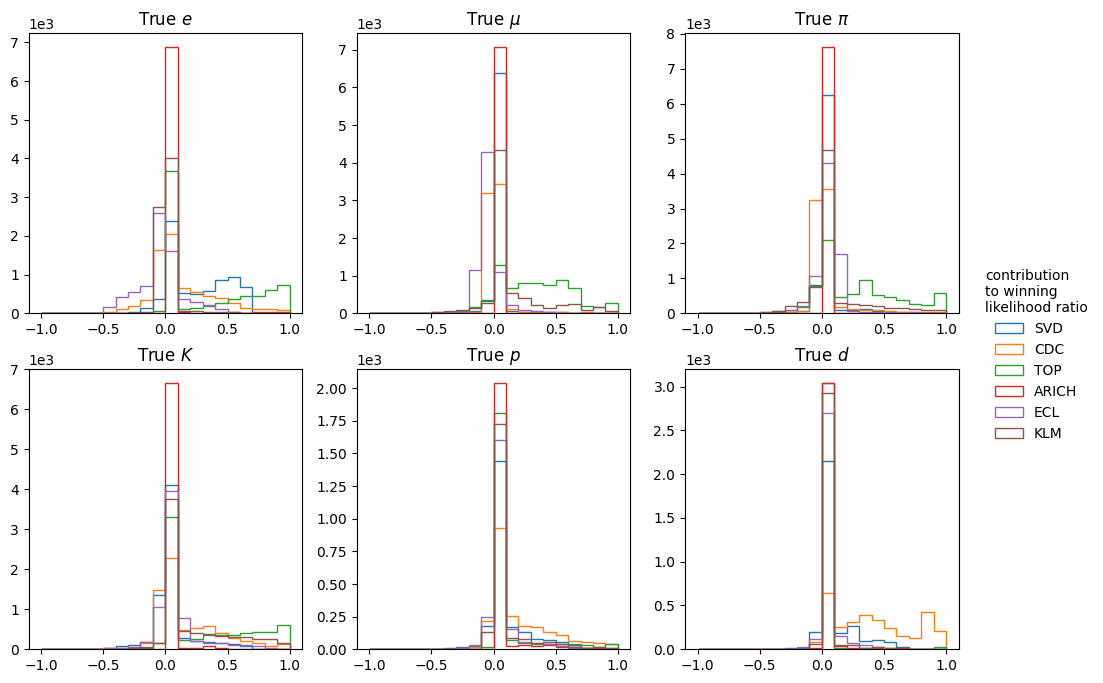 True e
1e3
7
6
5
4
3
2
1
0
−1.0 −0.5 0.0 0.5 1.0
True μ
1e3
7
6
5
4
3
2
1
0
−1.0 −0.5 0.0 0.5 1.0
True π
1e3
8
7
6
5
4
3
2
1
0
−1.0 −0.5 0.0 0.5 1.0
True K
1e3
7
6
5
4
3
2
1
0
−1.0 −0.5 0.0 0.5 1.0
True p
1e3
2.00
1.75
1.50
1.25
1.00
0.75
0.50
0.25
0.00
−1.0 −0.5 0.0 0.5 1.0
True d
1e3
3.0
2.5
2.0
1.5
1.0
0.5
0.0
−1.0 −0.5 0.0 0.5 1.0
contribution
to winning
likelihood ratio
SVD
CDC
TOP
ARICH
ECL
KLM